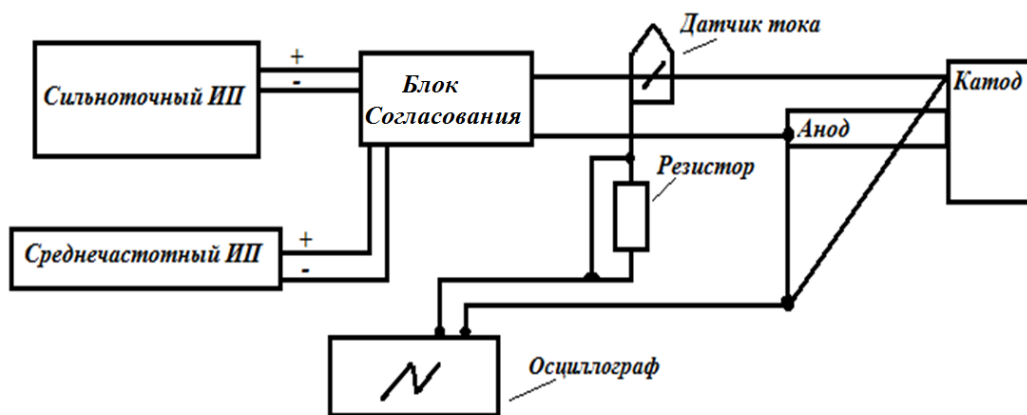 Датчик тока
+
-
Сильноточный ИП
Блок
Согласования
Катод
Анод
Резистор
+
-
Среднечастотный ИП
Осциллограф